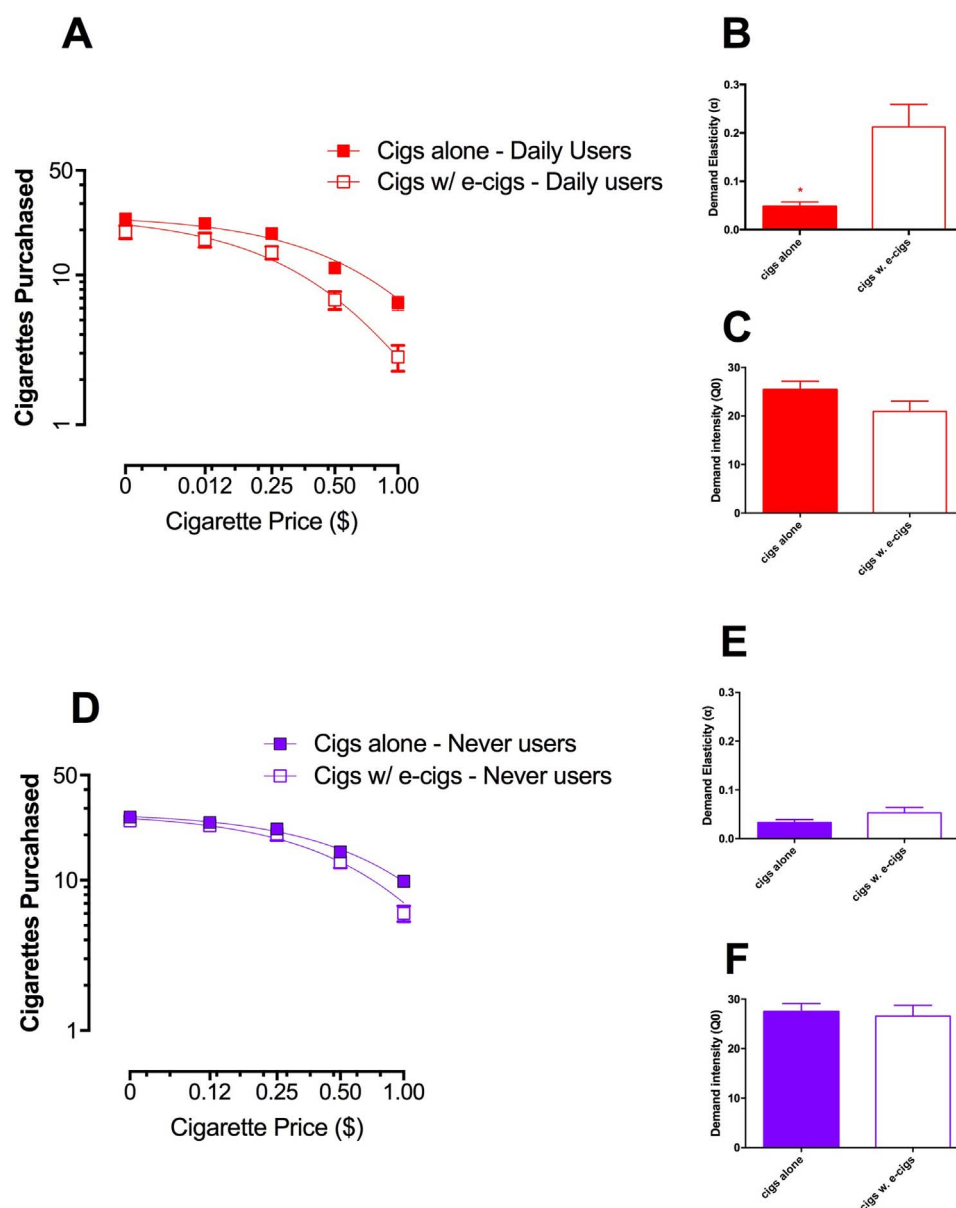 A
Cigs alone - Daily Users
Cigs w/ e-cigs - Daily users
Cigarettes Purcahased
50
10
1
0 0.012 0.25 0.50 1.00
Cigarette Price ($)
B
Demand Elasticity (α)
0.3
0.2
0.1
0.0
*
cigs alone
cigs w. e-cigs
C
Demand intensity (Q0)
30
20
10
0
cigs alone
cigs w. e-cigs
D
Cigs alone - Never users
Cigs w/ e-cigs - Never users
Cigarettes Purcahased
50
10
1
0 0.12 0.25 0.50 1.00
Cigarette Price ($)
E
Demand Elasticity (α)
0.3
0.2
0.1
0.0
cigs alone
cigs w. e-cigs
F
Demand intensity (Q0)
30
20
10
0
cigs alone
cigs w. e-cigs